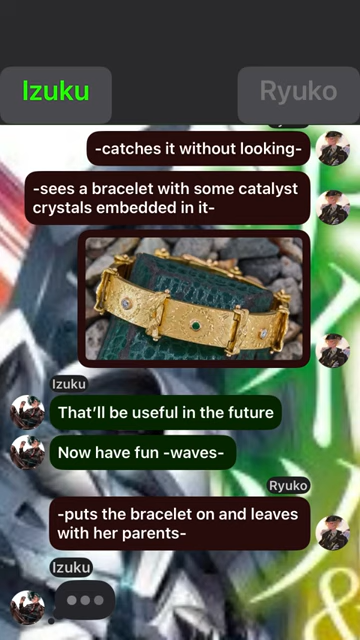 Izuku
Ryuko
-catches it without looking-
-sees a bracelet with some catalyst
crystals embedded in it-
Izuku
That'll be useful in the future
Now have fun -waves-
Ryuko
-puts the bracelet on and leaves
with her parents-
Izuku